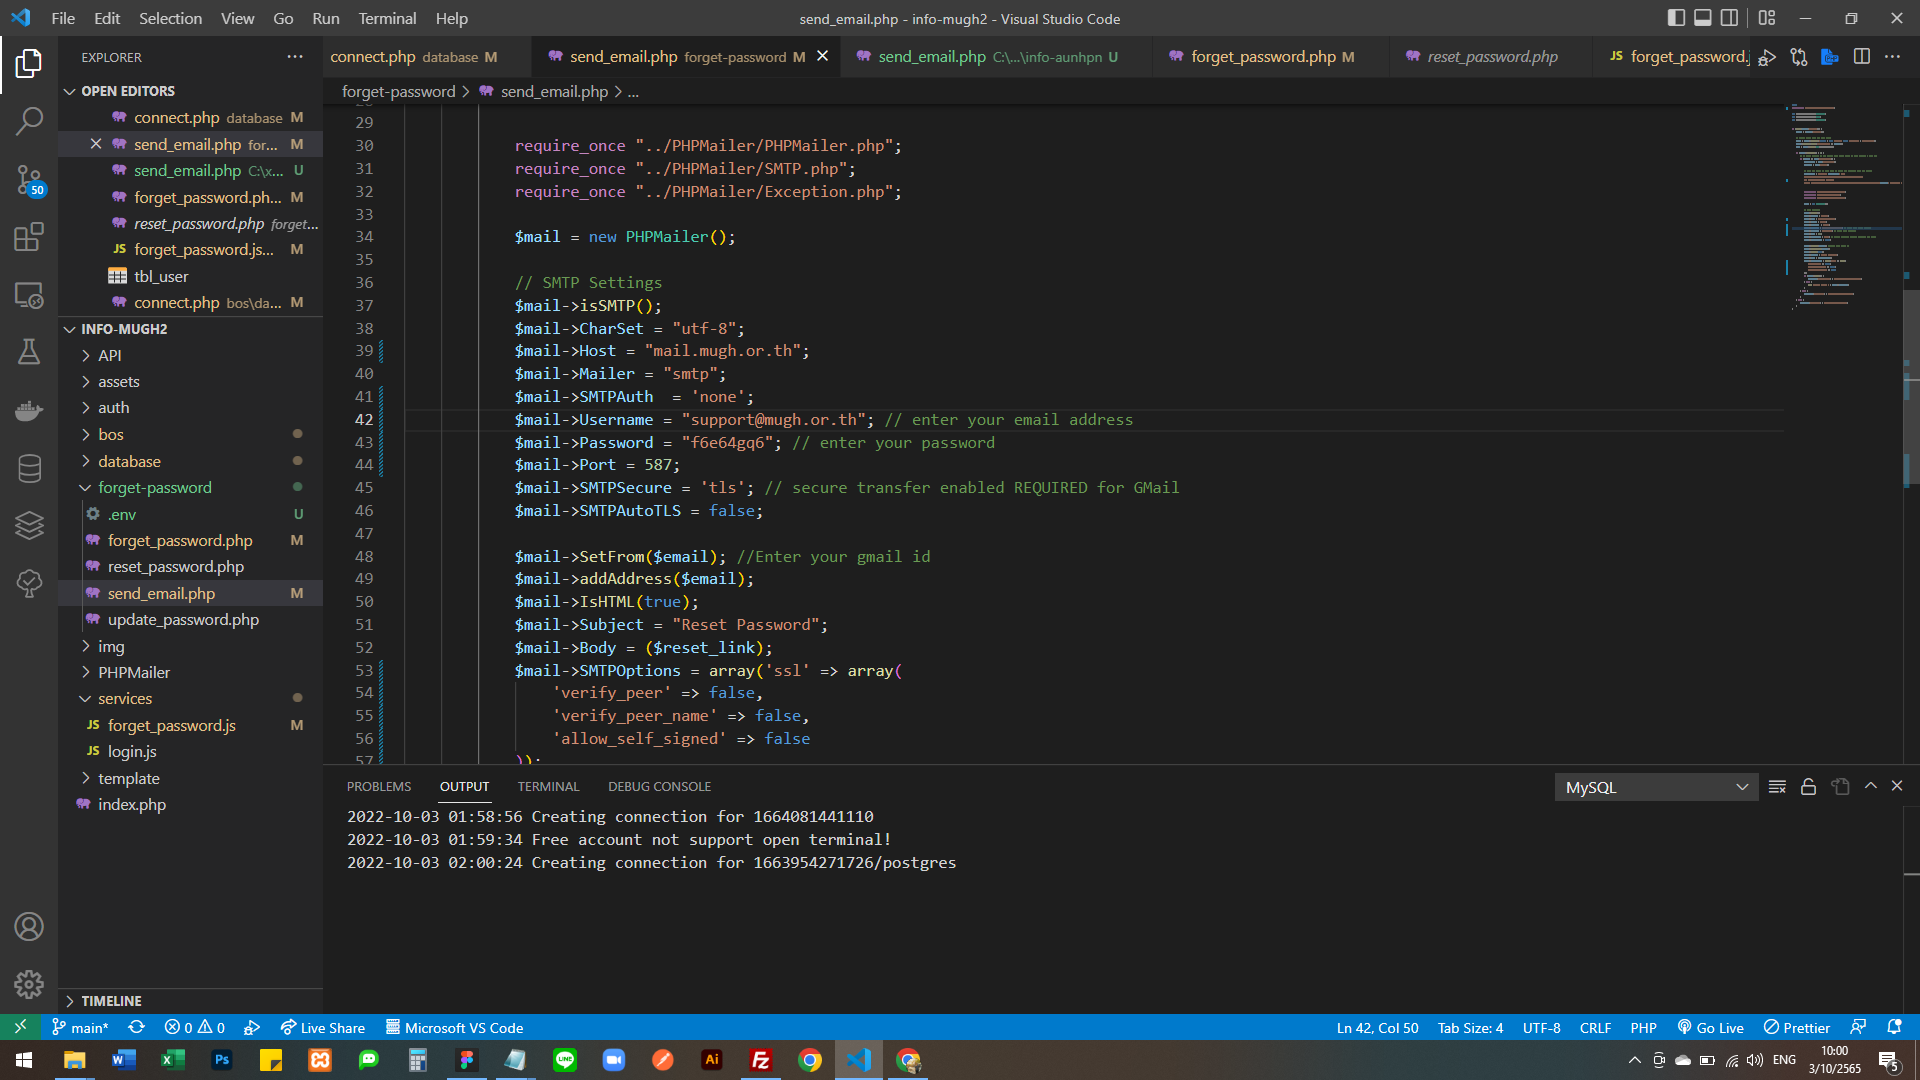 File Edit Selection View Go Run Terminal Help
send_email.php - info-mugh2 - Visual Studio Code
EXPLORER
connect.php database M
send_email.php forget-password M
send_email.php C:\...\info-aunhpn U
forget_password.php M
reset_password.php
JS forget_password.j
OPEN EDITORS
connect.php database M
send_email.php for... M
send_email.php C:\x... U
forget_password.ph... M
reset_password.php forget...
JS forget_password.js... M
tbl_user
connect.php bos\da... M
INFO-MUGH2
API
assets
auth
bos
database
forget-password
.env U
forget_password.php M
reset_password.php
send_email.php M
update_password.php
img
PHPMailer
services
JS forget_password.js M
JS login.js
template
index.php
TIMELINE
50
forget-password > send_email.php > ...
29
30 require_once "../PHPMailer/PHPMailer.php";
31 require_once "../PHPMailer/SMTP.php";
32 require_once "../PHPMailer/Exception.php";
33
34 $mail = new PHPMailer();
35
36 // SMTP Settings
37 $mail->isSMTP();
38 $mail->CharSet = "utf-8";
39 $mail->Host = "mail.mugh.or.th";
40 $mail->Mailer = "smtp";
41 $mail->SMTPAuth  = 'none';
42 $mail->Username = "support@mugh.or.th"; // enter your email address
43 $mail->Password = "f6e64gq6"; // enter your password
44 $mail->Port = 587;
45 $mail->SMTPSecure = 'tls'; // secure transfer enabled REQUIRED for GMail
46 $mail->SMTPAutoTLS = false;
47
48 $mail->SetFrom($email); //Enter your gmail id
49 $mail->addAddress($email);
50 $mail->IsHTML(true);
51 $mail->Subject = "Reset Password";
52 $mail->Body = ($reset_link);
53 $mail->SMTPOptions = array('ssl' => array(
54 'verify_peer' => false,
55 'verify_peer_name' => false,
56 'allow_self_signed' => false
57 ));
PROBLEMS OUTPUT TERMINAL DEBUG CONSOLE
MySQL
2022-10-03 01:58:56 Creating connection for 1664081441110
2022-10-03 01:59:34 Free account not support open terminal!
2022-10-03 02:00:24 Creating connection for 1663954271726/postgres
main* 0 0 Live Share Microsoft VS Code
Ln 42, Col 50 Tab Size: 4 UTF-8 CRLF PHP Go Live Prettier
ENG
10:00
3/10/2565
5